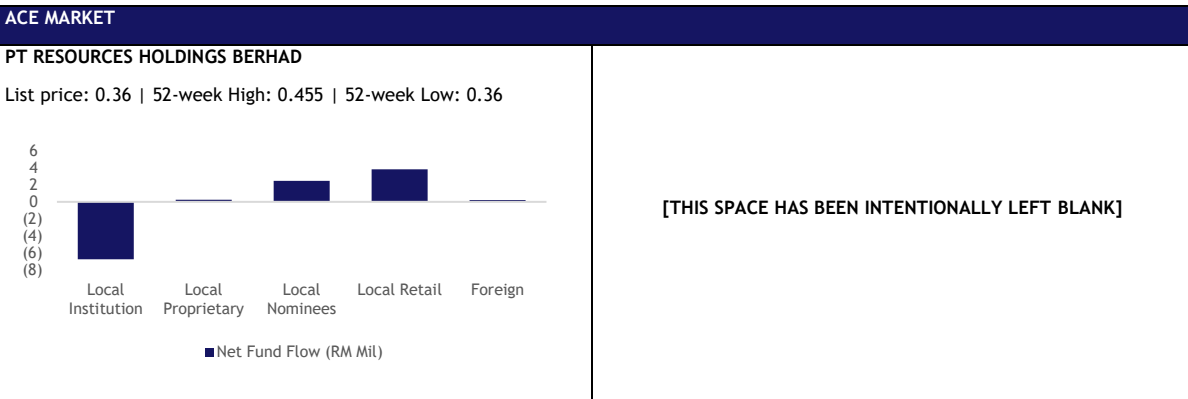 ACE MARKET
PT RESOURCES HOLDINGS BERHAD
List price: 0.36 | 52-week High: 0.455 | 52-week Low: 0.36
6
4
2
0
(2)
(4)
(6)
(8)
Local Institution
Local Proprietary
Local Nominees
Local Retail
Foreign
Net Fund Flow (RM Mil)
[THIS SPACE HAS BEEN INTENTIONALLY LEFT BLANK]